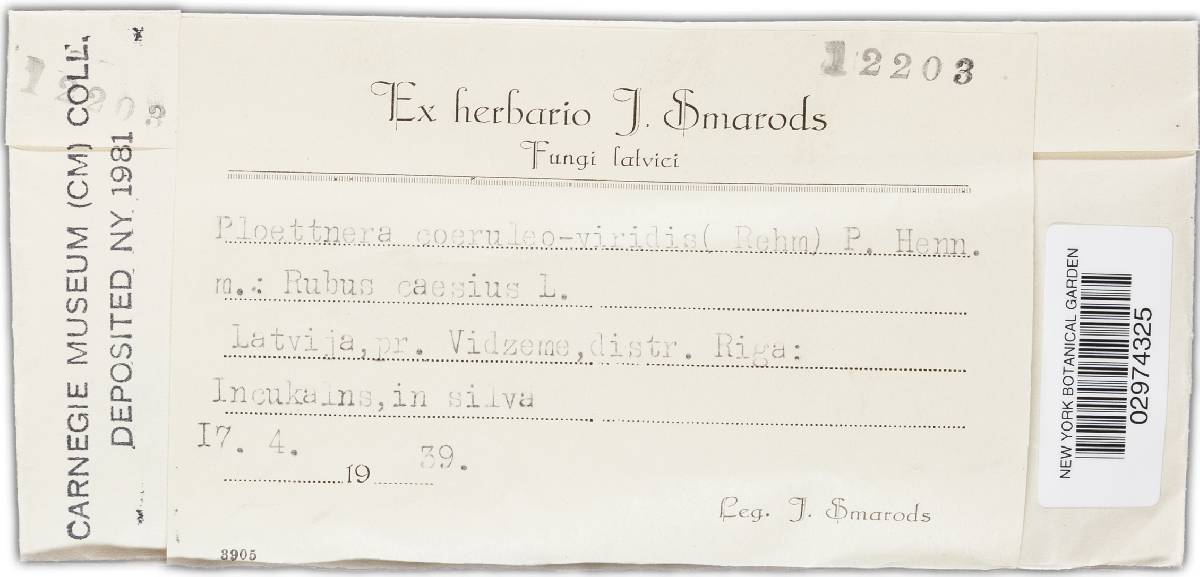 12203
CARNEGIE MUSEUM (CM) COLL.
DEPOSITED NY 1981
12203
Ex herbario J. Smarods
Fungi latvici
Ploettnera coeruleo-viridis( Rehm) P. Henn.
m.: Rubus caesius L.
Latvija,pr. Vidzeme,distr. Riga:
Incukalns,in silva
I7. 4. 19 39.
Leg. J. Smarods
3905
NEW YORK BOTANICAL GARDEN
02974325